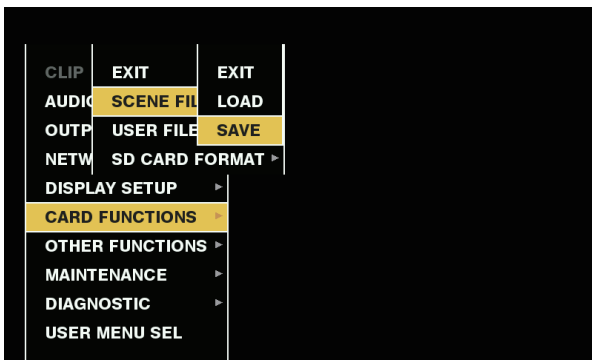 CLIP EXIT EXIT
AUDIO SCENE FIL LOAD
OUTP USER FILE SAVE
NETW SD CARD FORMAT
DISPLAY SETUP
CARD FUNCTIONS
OTHER FUNCTIONS
MAINTENANCE
DIAGNOSTIC
USER MENU SEL